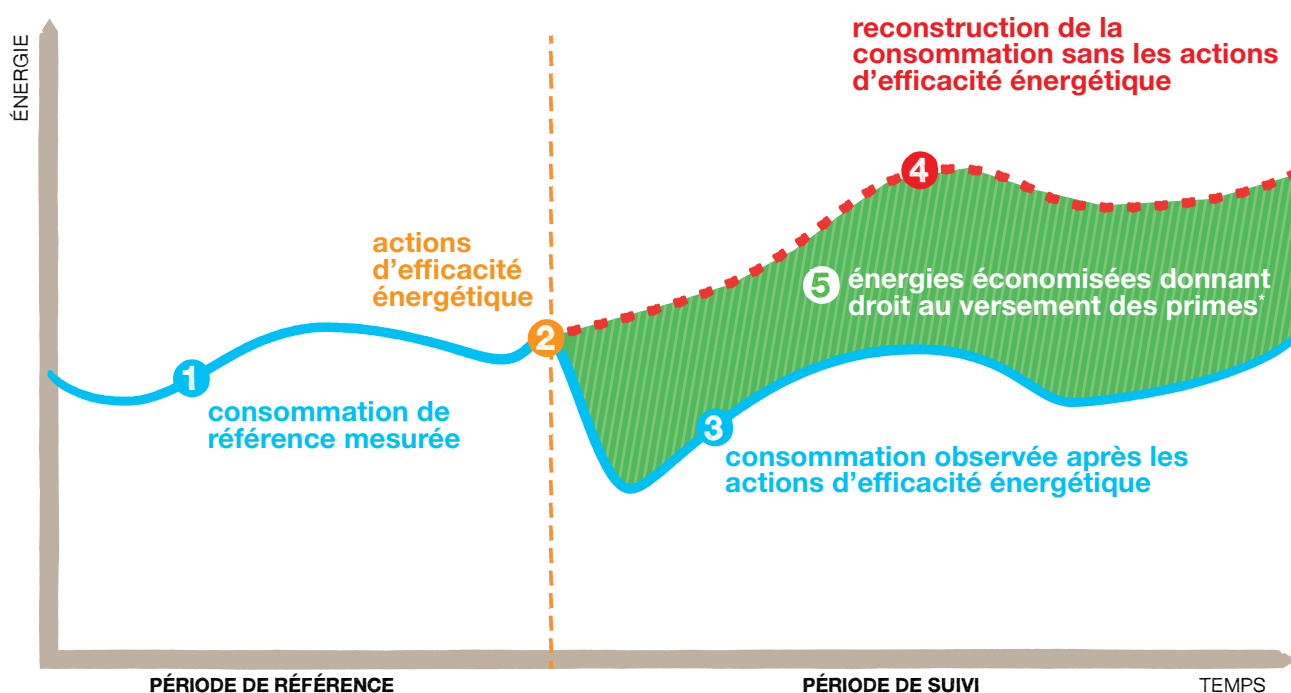 ÉNERGIE
reconstruction de la
consommation sans les actions
d'efficacité énergétique
4
actions
d'efficacité
énergétique
5 énergies économisées donnant
droit au versement des primes*
2
1
consommation de
référence mesurée
3
consommation observée après les
actions d'efficacité énergétique
PÉRIODE DE RÉFÉRENCE
PÉRIODE DE SUIVI
TEMPS